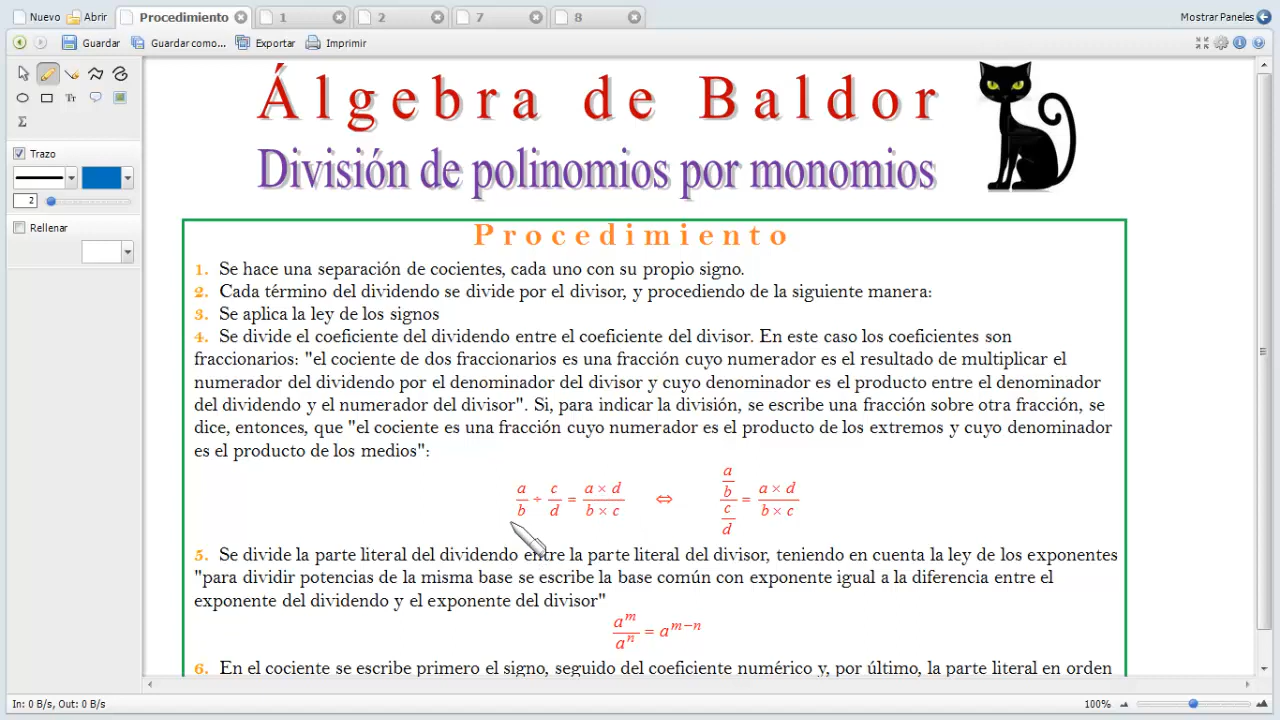 Nuevo Abrir Procedimiento 1 2 7 8 Mostrar Paneles
Guardar Guardar como... Exportar Imprimir
Tr
Σ
Trazo
2
Rellenar
Álgebra de Baldor
División de polinomios por monomios
Procedimiento
1. Se hace una separación de cocientes, cada uno con su propio signo.
2. Cada término del dividendo se divide por el divisor, y procediendo de la siguiente manera:
3. Se aplica la ley de los signos
4. Se divide el coeficiente del dividendo entre el coeficiente del divisor. En este caso los coeficientes son
fraccionarios: "el cociente de dos fraccionarios es una fracción cuyo numerador es el resultado de multiplicar el
numerador del dividendo por el denominador del divisor y cuyo denominador es el producto entre el denominador
del dividendo y el numerador del divisor". Si, para indicar la división, se escribe una fracción sobre otra fracción, se
dice, entonces, que "el cociente es una fracción cuyo numerador es el producto de los extremos y cuyo denominador
es el producto de los medios":
a/b ÷ c/d = a × d / b × c ⇔ a/b / c/d = a × d / b × c
5. Se divide la parte literal del dividendo entre la parte literal del divisor, teniendo en cuenta la ley de los exponentes
"para dividir potencias de la misma base se escribe la base común con exponente igual a la diferencia entre el
exponente del dividendo y el exponente del divisor"
a^m / a^n = a^(m−n)
6. En el cociente se escribe primero el signo, seguido del coeficiente numérico y, por último, la parte literal en orden
In: 0 B/s, Out: 0 B/s 100%